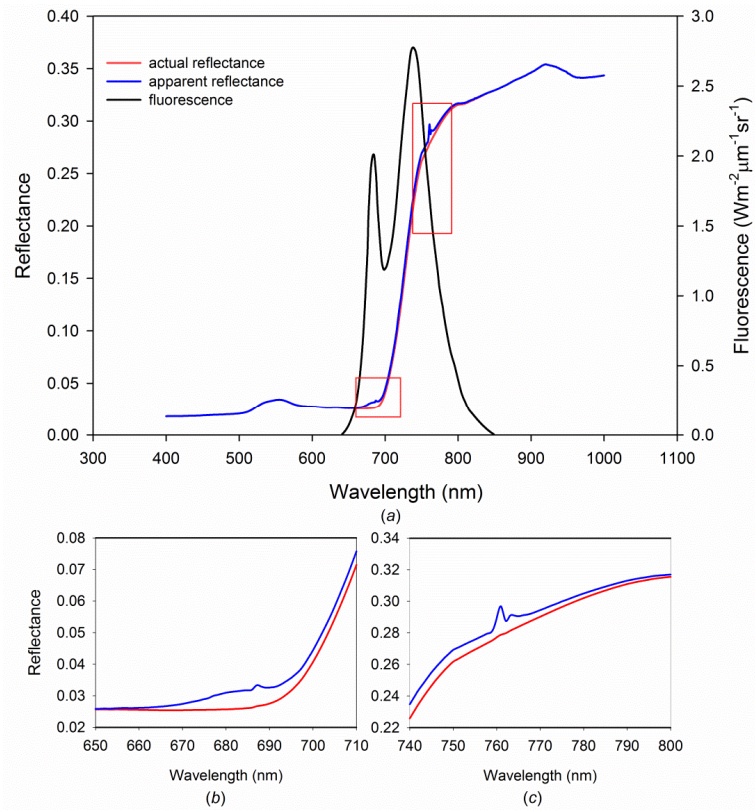 0.40
0.35
0.30
0.25
0.20
0.15
0.10
0.05
0.00
Reflectance
actual reflectance
apparent reflectance
fluorescence
3.0
2.5
2.0
1.5
1.0
0.5
0.0
Fluorescence (Wm⁻²μm⁻¹sr⁻¹)
300 400 500 600 700 800 900 1000 1100
Wavelength (nm)
(a)
0.08
0.07
0.06
0.05
0.04
0.03
0.02
Reflectance
650 660 670 680 690 700 710
Wavelength (nm)
(b)
0.34
0.32
0.30
0.28
0.26
0.24
0.22
740 750 760 770 780 790 800
Wavelength (nm)
(c)